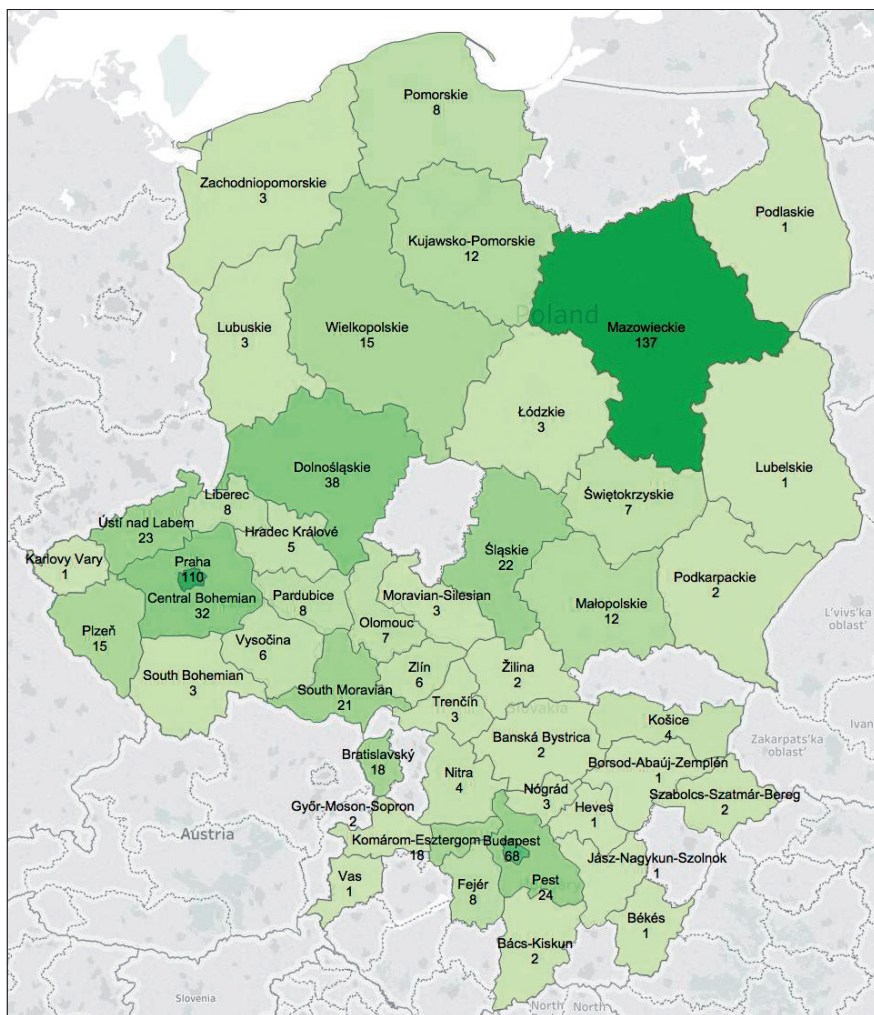 Pomorskie
8
Zachodniopomorskie
3
Podlaskie
1
Kujawsko-Pomorskie
12
Poland
Mazowieckie
137
Lubuskie
3
Wielkopolskie
15
Łódzkie
3
Lubelskie
1
Dolnośląskie
38
Świętokrzyskie
7
Liberec
8
Ústí nad Labem
23
Hradec Králové
5
Śląskie
22
Karlovy Vary
1
Praha
110
Central Bohemian
32
Pardubice
8
Moravian-Silesian
3
Małopolskie
12
Podkarpackie
2
L'vivs'ka
oblast'
Olomouc
7
Plzeň
15
Vysočina
6
South Bohemian
3
Zlín
6
Žilina
2
South Moravian
21
Trenčín
3
Slovakia
Košice
4
Banská Bystrica
2
Zakarpats'ka
oblast'
Ivan
Bratislavský
18
Nitra
4
Borsod-Abaúj-Zemplén
1
Nógrád
3
Heves
1
Szabolcs-Szatmár-Bereg
2
Győr-Moson-Sopron
2
Austria
Komárom-Esztergom
18
Budapest
68
Jász-Nagykun-Szolnok
1
Vas
1
Fejér
8
Pest
24
Békés
1
Bács-Kiskun
2
Slovenia
North
North